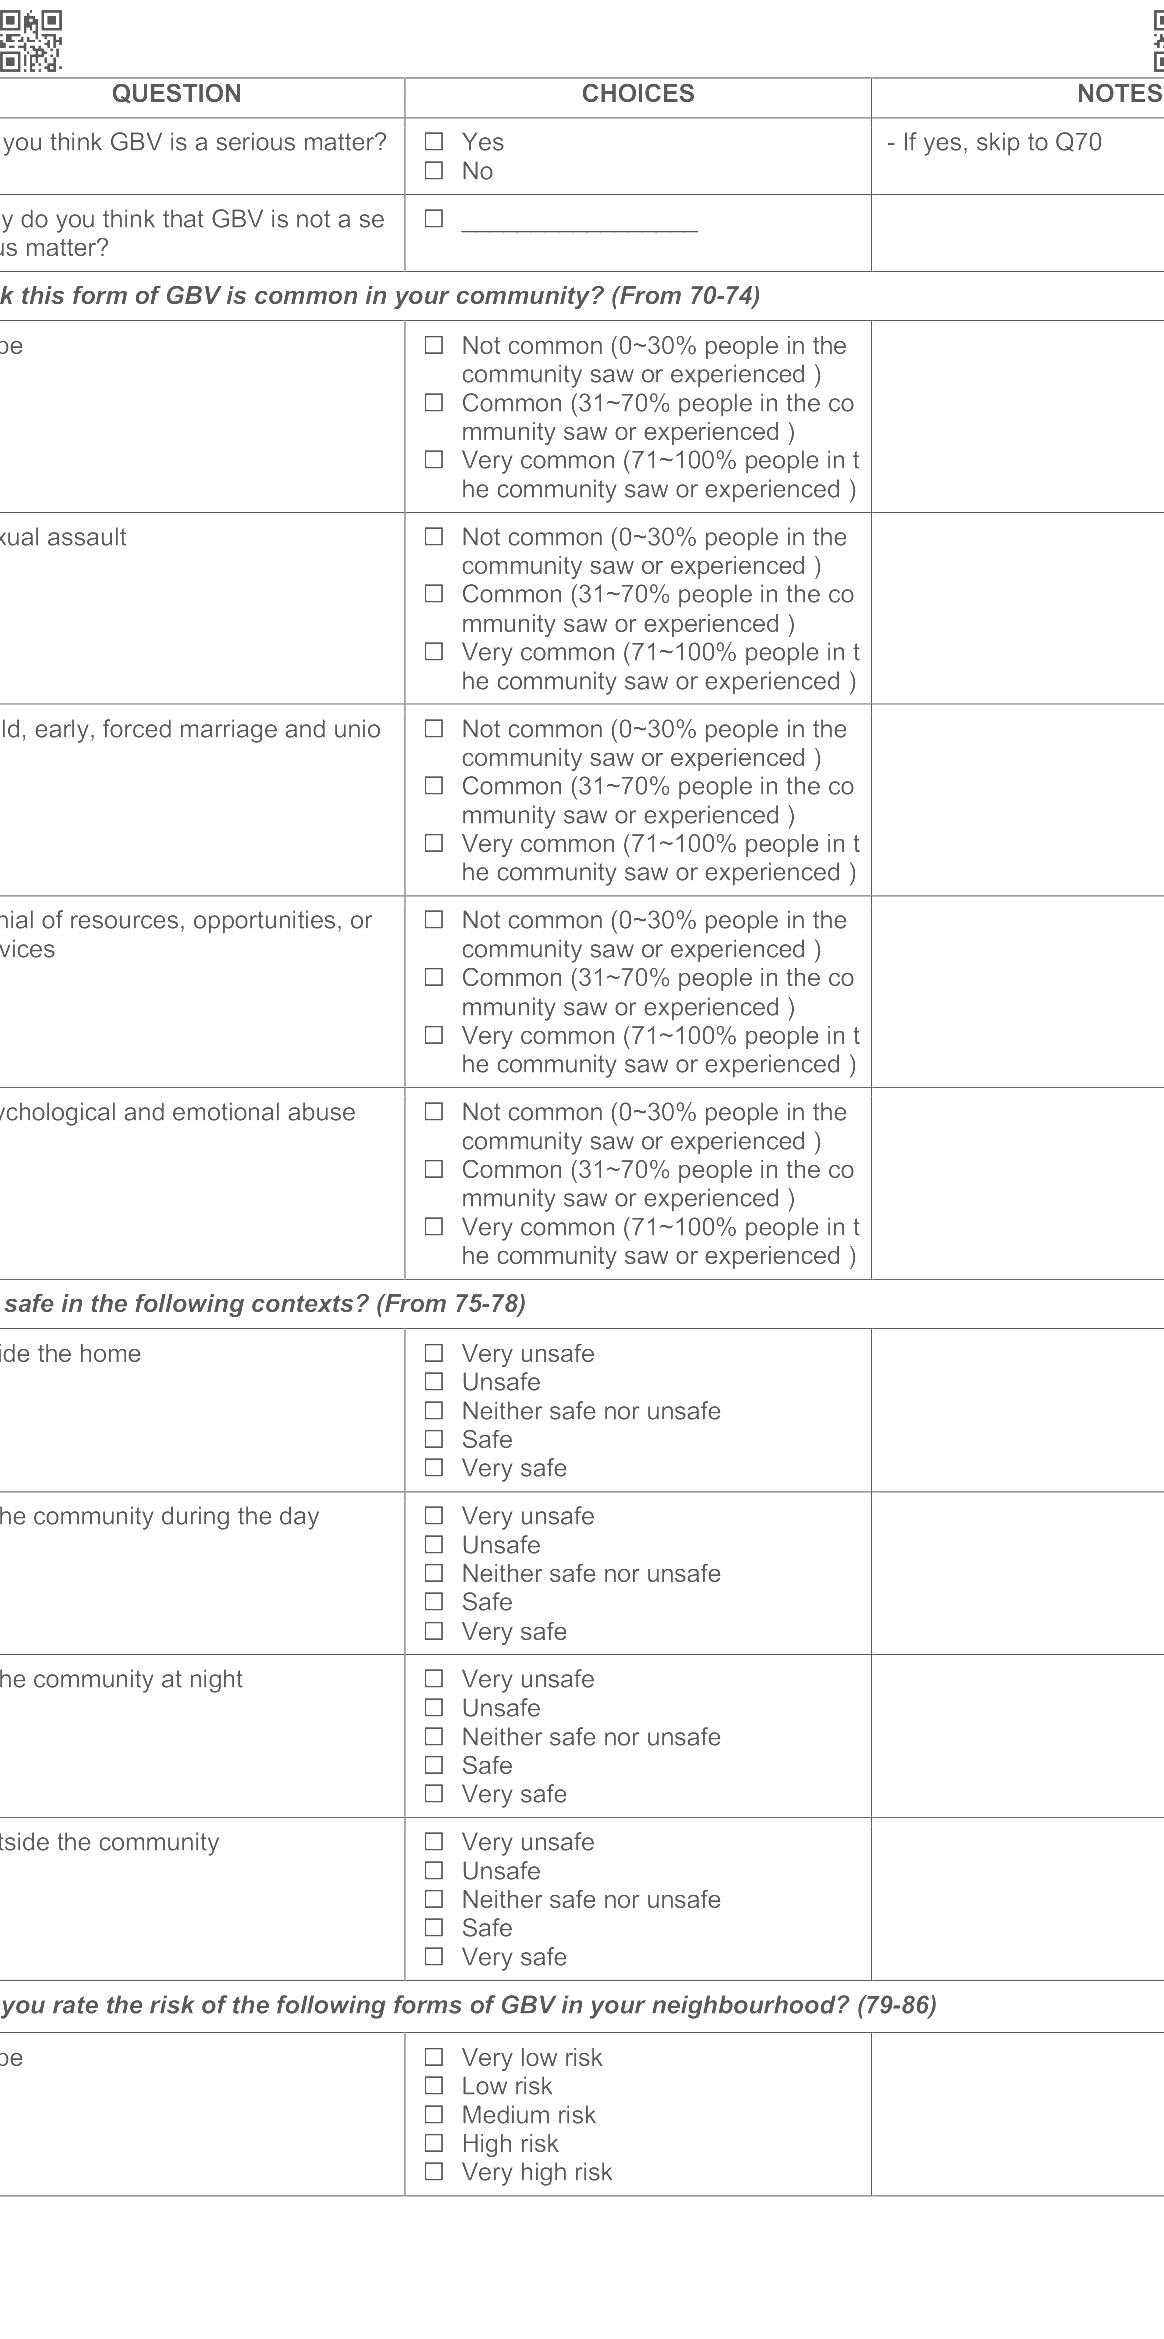 QUESTION CHOICES NOTES
you think GBV is a serious matter? ☐ Yes - If yes, skip to Q70
☐ No
y do you think that GBV is not a se ☐ _________________
us matter?
k this form of GBV is common in your community? (From 70-74)
be ☐ Not common (0~30% people in the
community saw or experienced )
☐ Common (31~70% people in the co
mmunity saw or experienced )
☐ Very common (71~100% people in t
he community saw or experienced )
xual assault ☐ Not common (0~30% people in the
community saw or experienced )
☐ Common (31~70% people in the co
mmunity saw or experienced )
☐ Very common (71~100% people in t
he community saw or experienced )
ld, early, forced marriage and unio ☐ Not common (0~30% people in the
community saw or experienced )
☐ Common (31~70% people in the co
mmunity saw or experienced )
☐ Very common (71~100% people in t
he community saw or experienced )
nial of resources, opportunities, or ☐ Not common (0~30% people in the
vices community saw or experienced )
☐ Common (31~70% people in the co
mmunity saw or experienced )
☐ Very common (71~100% people in t
he community saw or experienced )
ychological and emotional abuse ☐ Not common (0~30% people in the
community saw or experienced )
☐ Common (31~70% people in the co
mmunity saw or experienced )
☐ Very common (71~100% people in t
he community saw or experienced )
safe in the following contexts? (From 75-78)
ide the home ☐ Very unsafe
☐ Unsafe
☐ Neither safe nor unsafe
☐ Safe
☐ Very safe
he community during the day ☐ Very unsafe
☐ Unsafe
☐ Neither safe nor unsafe
☐ Safe
☐ Very safe
he community at night ☐ Very unsafe
☐ Unsafe
☐ Neither safe nor unsafe
☐ Safe
☐ Very safe
tside the community ☐ Very unsafe
☐ Unsafe
☐ Neither safe nor unsafe
☐ Safe
☐ Very safe
you rate the risk of the following forms of GBV in your neighbourhood? (79-86)
be ☐ Very low risk
☐ Low risk
☐ Medium risk
☐ High risk
☐ Very high risk